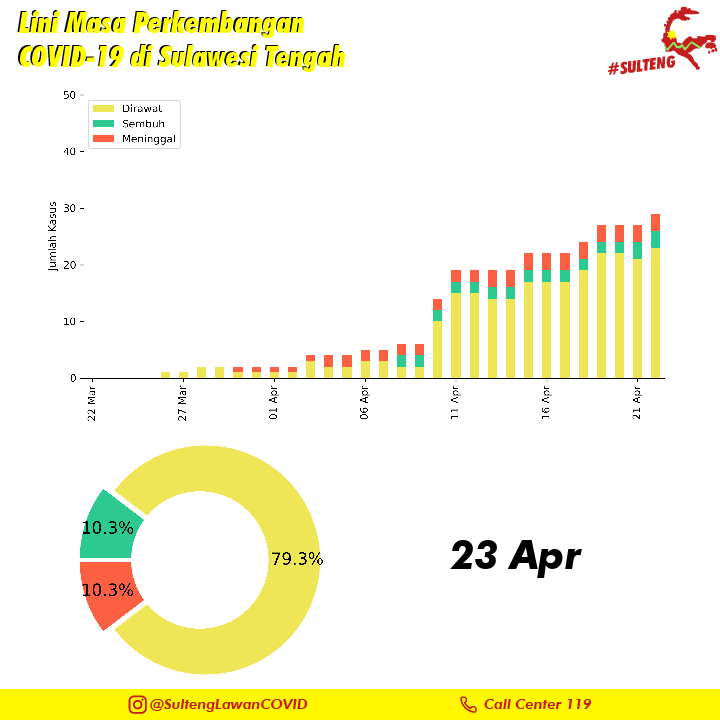 Lini Masa Perkembangan
COVID-19 di Sulawesi Tengah
#SULTENG
50
40
30
20
10
0
Jumlah Kasus
Dirawat
Sembuh
Meninggal
22 Mar
27 Mar
01 Apr
06 Apr
11 Apr
16 Apr
21 Apr
10.3%
79.3%
10.3%
23 Apr
@SultengLawanCOVID
Call Center 119